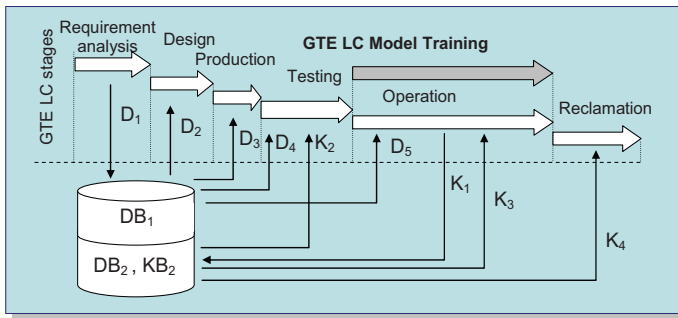 GTE LC stages
Requirement
analysis
Design
Production
GTE LC Model Training
Testing
Operation
Reclamation
D1
D2
D3
D4
K2
D5
K1
K3
K4
DB1
DB2 , KB2